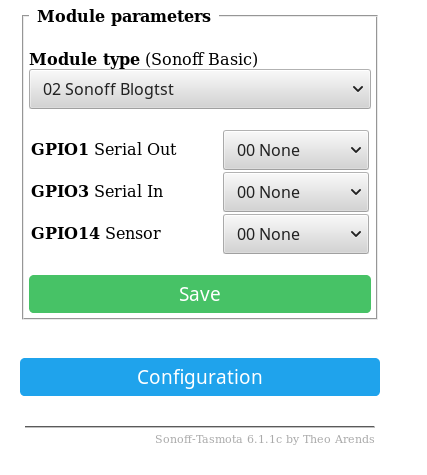 Module parameters
Module type (Sonoff Basic)
02 Sonoff Blogtst
GPIO1 Serial Out 00 None
GPIO3 Serial In 00 None
GPIO14 Sensor 00 None
Save
Configuration
Sonoff-Tasmota 6.1.1c by Theo Arends